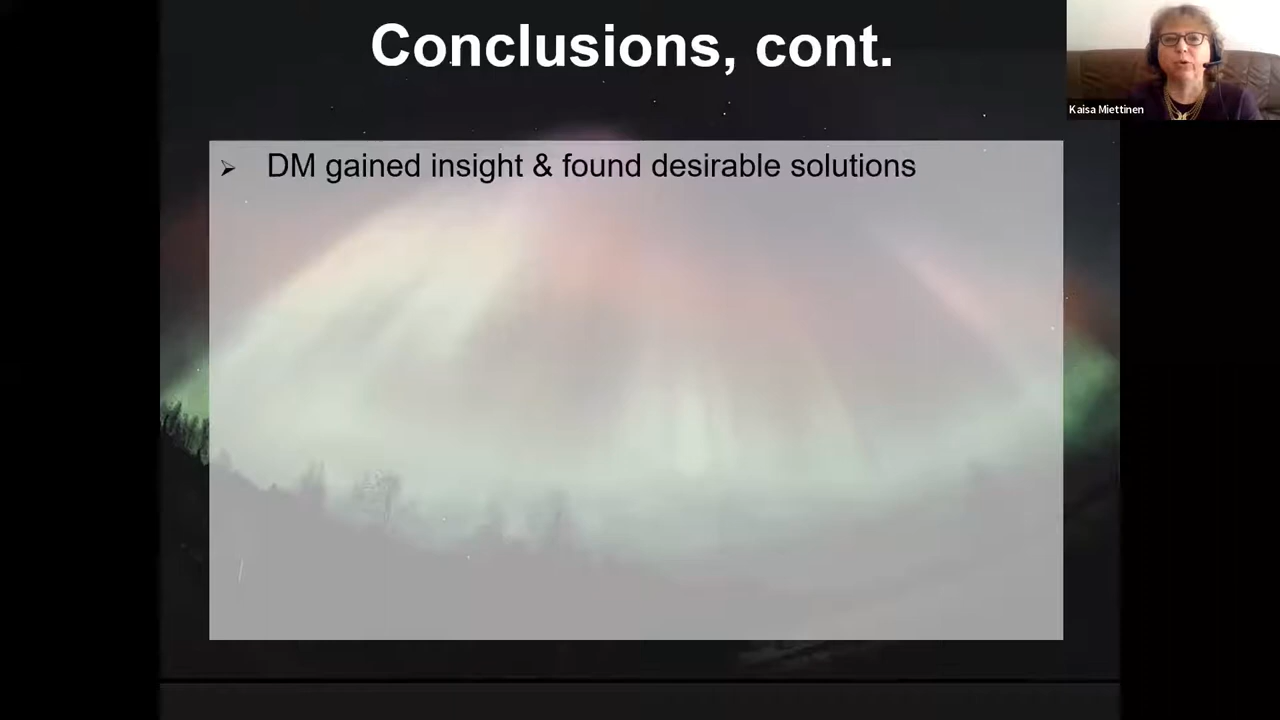 Conclusions, cont.
Kaisa Miettinen
➢ DM gained insight & found desirable solutions